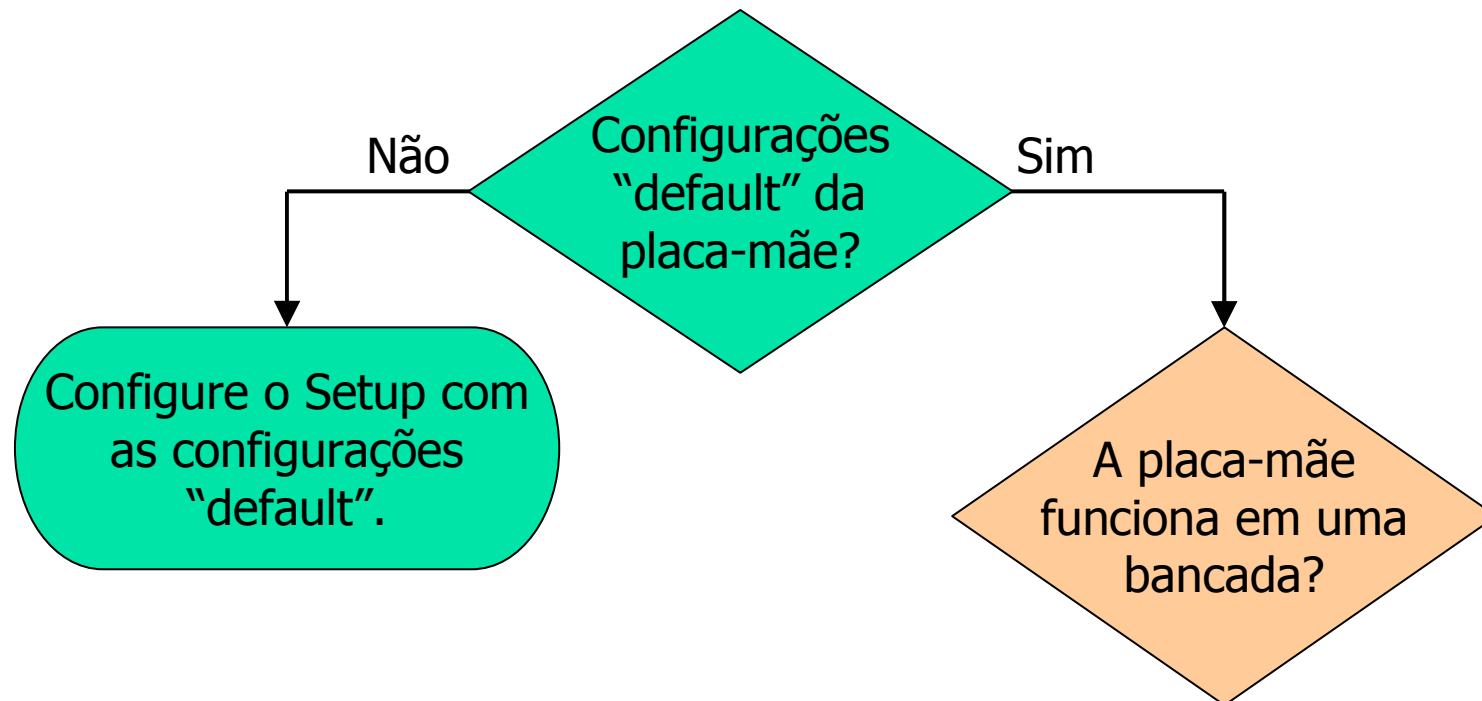 Não
Configurações
“default” da
placa-mãe?
Sim
Configure o Setup com
as configurações
“default”.
A placa-mãe
funciona em uma
bancada?